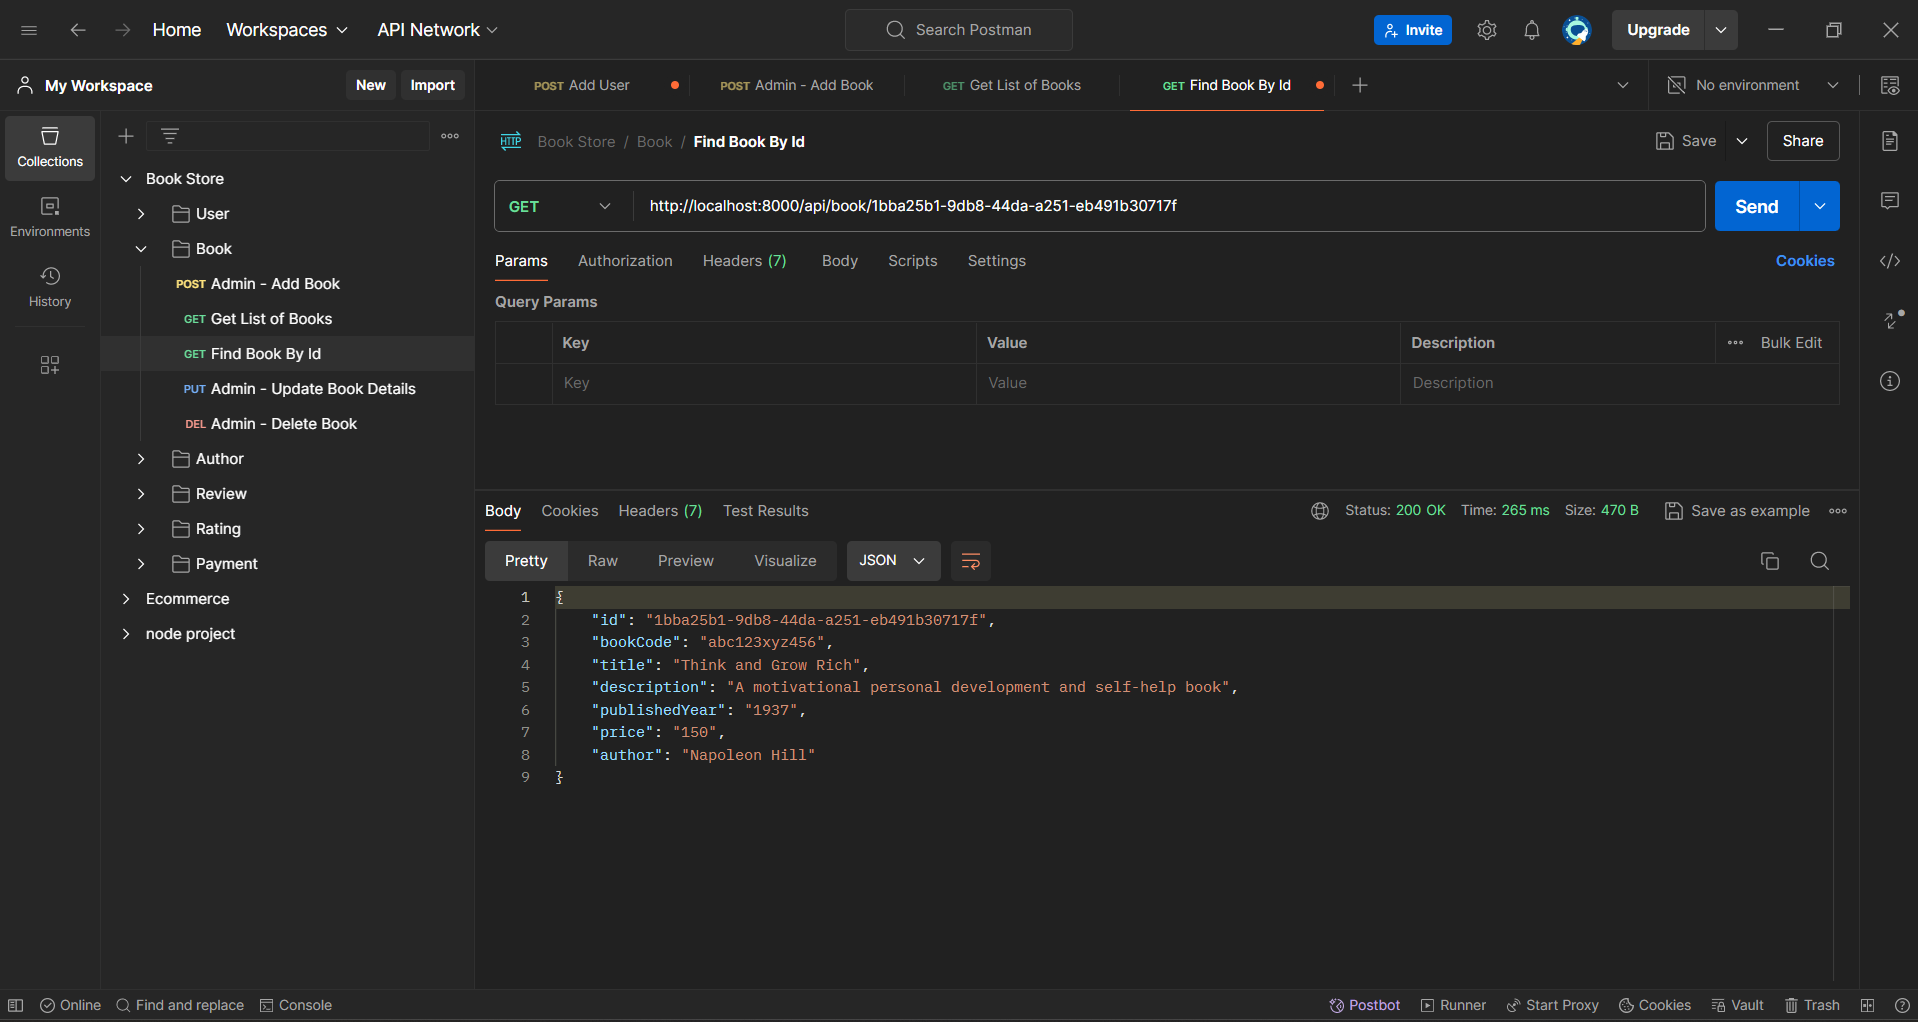 Home Workspaces API Network Search Postman Invite Upgrade
My Workspace New Import POST Add User POST Admin - Add Book GET Get List of Books GET Find Book By Id No environment
Collections
Environments
History
Book Store
User
Book
POST Admin - Add Book
GET Get List of Books
GET Find Book By Id
PUT Admin - Update Book Details
DEL Admin - Delete Book
Author
Review
Rating
Payment
Ecommerce
node project
HTTP Book Store / Book / Find Book By Id Save Share
GET http://localhost:8000/api/book/1bba25b1-9db8-44da-a251-eb491b30717f Send
Params Authorization Headers (7) Body Scripts Settings Cookies
Query Params
Key Value Description Bulk Edit
Key Value Description
Body Cookies Headers (7) Test Results Status: 200 OK Time: 265 ms Size: 470 B Save as example
Pretty Raw Preview Visualize JSON
1 {
2 "id": "1bba25b1-9db8-44da-a251-eb491b30717f",
3 "bookCode": "abc123xyz456",
4 "title": "Think and Grow Rich",
5 "description": "A motivational personal development and self-help book",
6 "publishedYear": "1937",
7 "price": "150",
8 "author": "Napoleon Hill"
9 }
Online Find and replace Console Postbot Runner Start Proxy Cookies Vault Trash